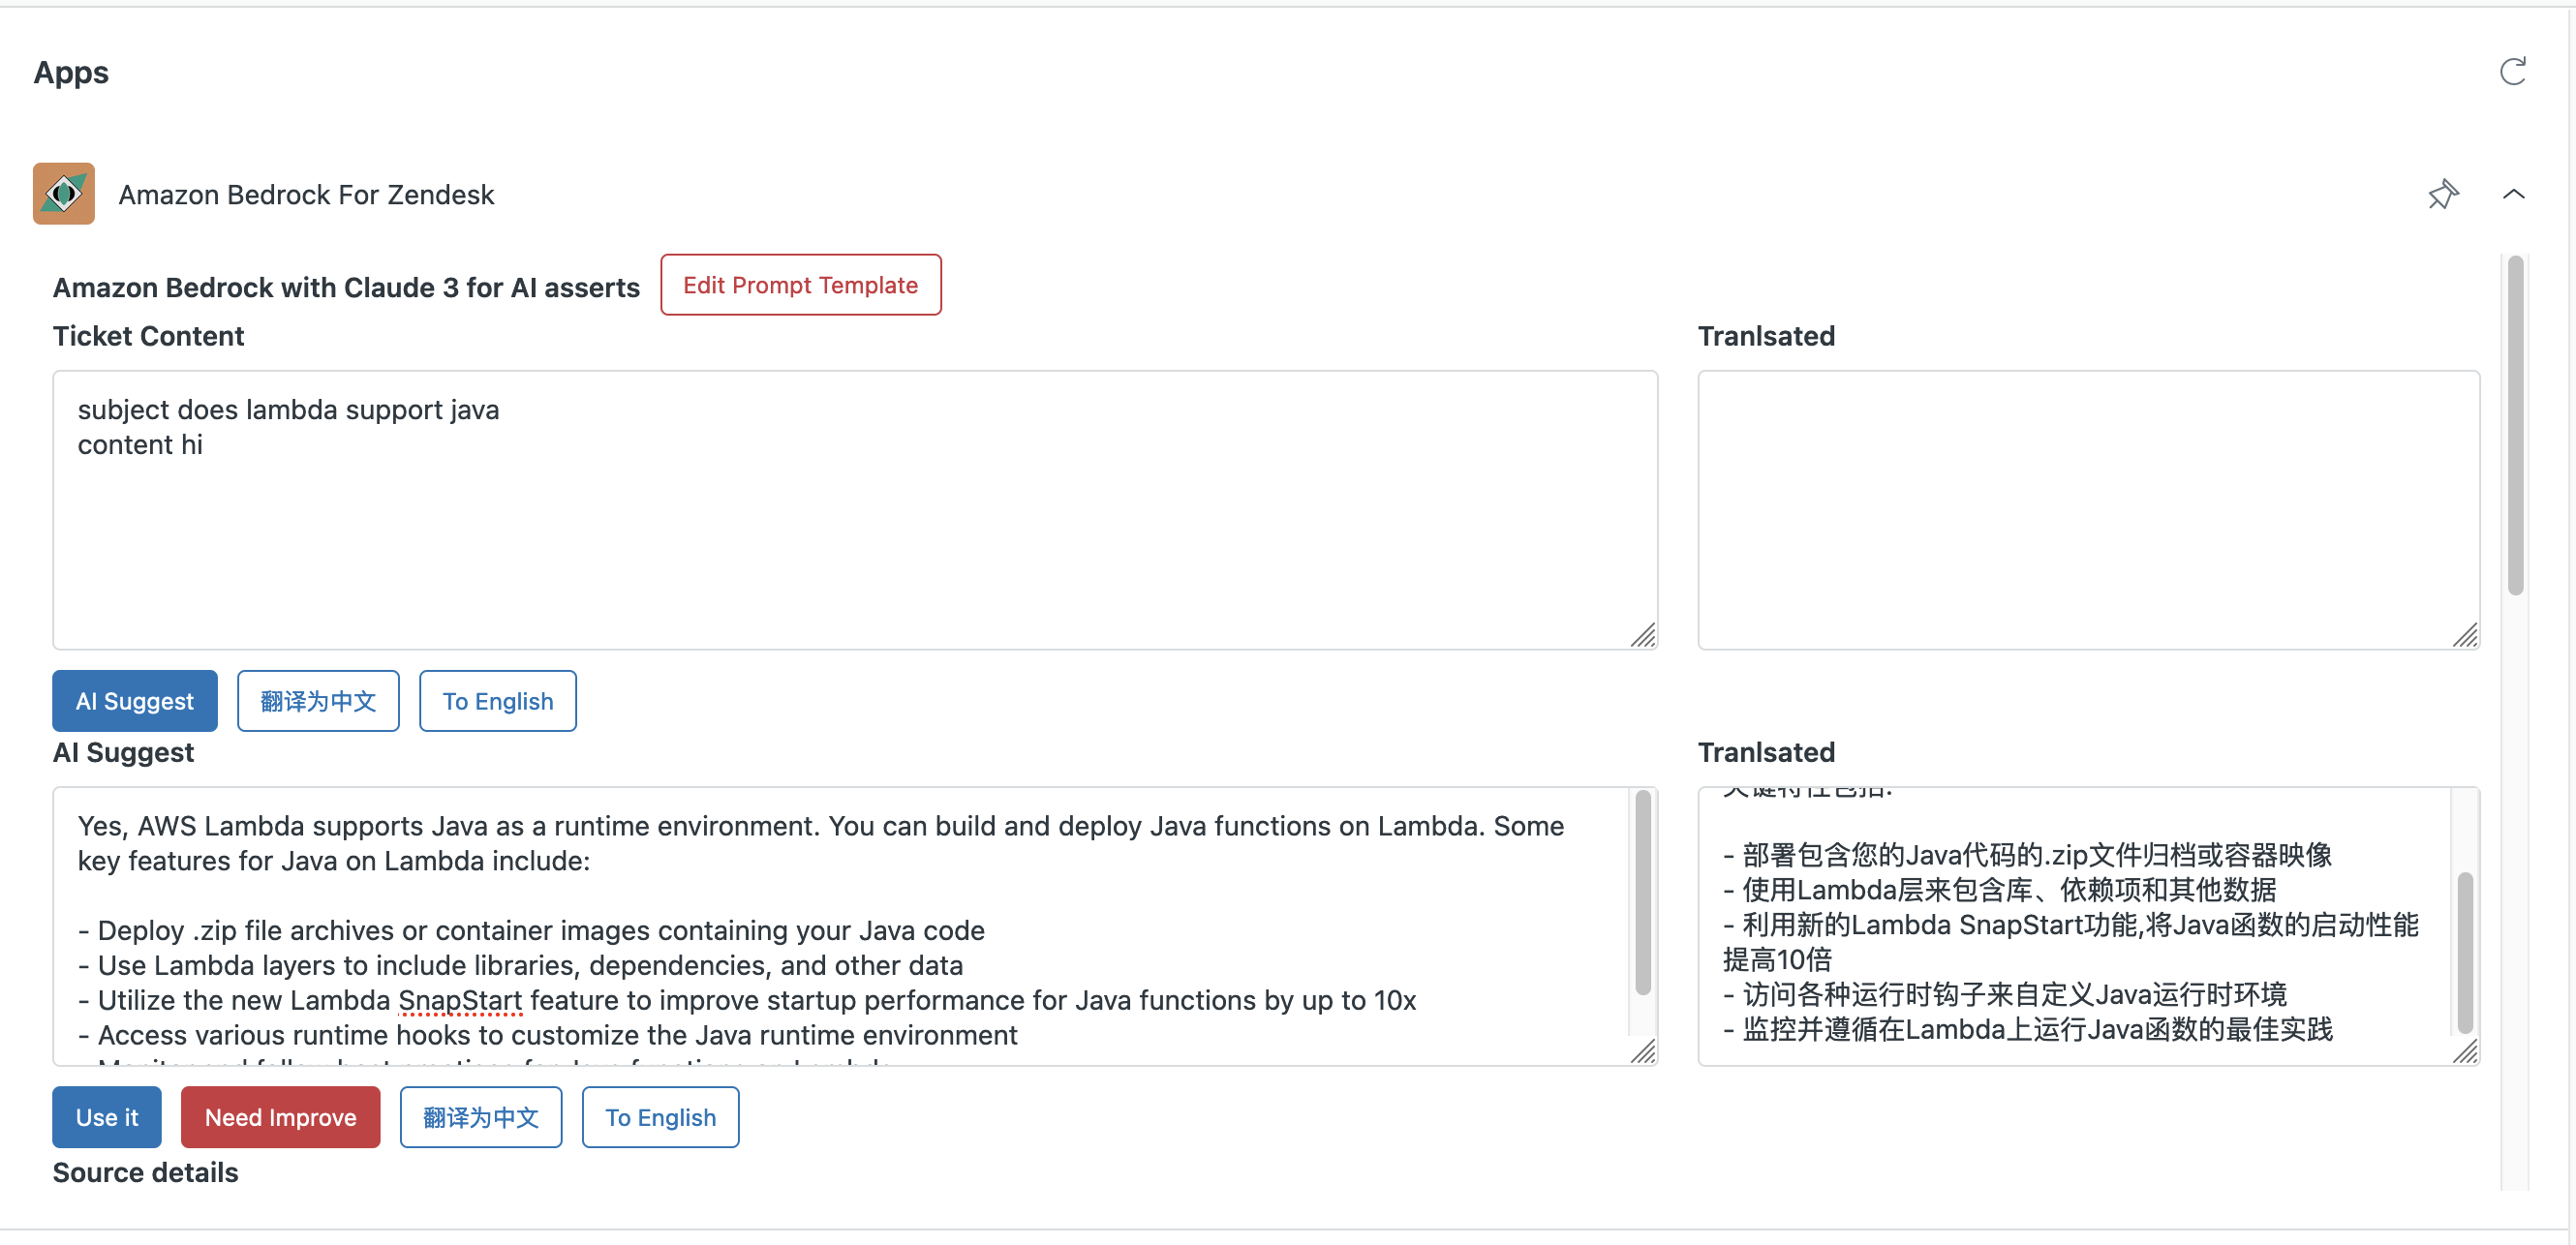 Apps
Amazon Bedrock For Zendesk
Amazon Bedrock with Claude 3 for AI asserts
Edit Prompt Template
Ticket Content
subject does lambda support java
content hi
Tranlsated
AI Suggest
翻译为中文
To English
AI Suggest
Yes, AWS Lambda supports Java as a runtime environment. You can build and deploy Java functions on Lambda. Some
key features for Java on Lambda include:
- Deploy .zip file archives or container images containing your Java code
- Use Lambda layers to include libraries, dependencies, and other data
- Utilize the new Lambda SnapStart feature to improve startup performance for Java functions by up to 10x
- Access various runtime hooks to customize the Java runtime environment
Tranlsated
关键特性包括:
- 部署包含您的Java代码的.zip文件归档或容器映像
- 使用Lambda层来包含库、依赖项和其他数据
- 利用新的Lambda SnapStart功能,将Java函数的启动性能
提高10倍
- 访问各种运行时钩子来自定义Java运行时环境
- 监控并遵循在Lambda上运行Java函数的最佳实践
Use it
Need Improve
翻译为中文
To English
Source details